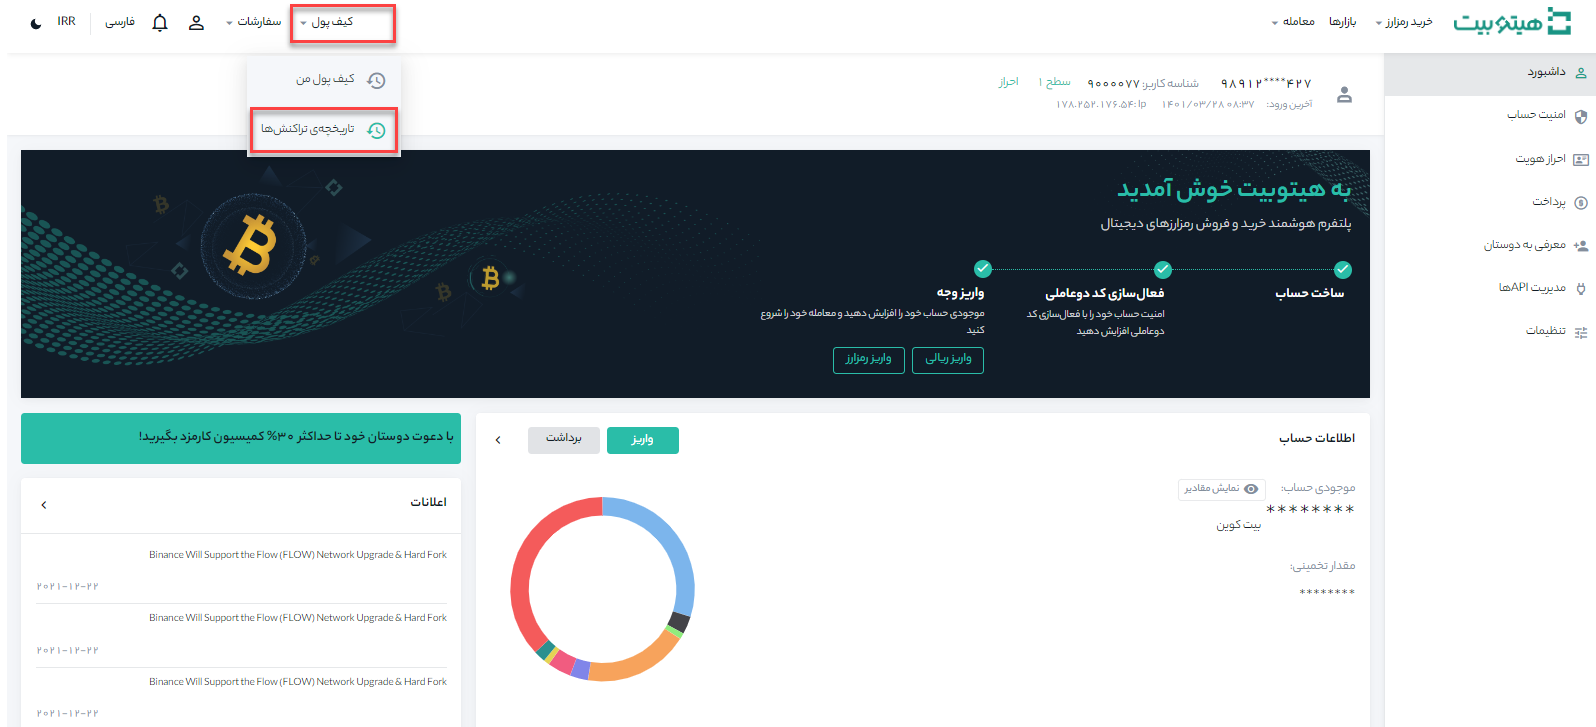 هیتوبیت
خرید رمزارز
بازارها
معامله
کیف پول
سفارشات
فارسی
IRR
کیف پول من
تاریخچه‌ی تراکنش‌ها
داشبورد
امنیت حساب
احراز هویت
پرداخت
معرفی به دوستان
مدیریت APIها
تنظیمات
۹۸۹۱۲****۴۲۷
شناسه کاربر: ۹۰۰۰۰۷۷
سطح ۱
احراز
آخرین ورود: ۱۴۰۱/۰۳/۲۸ ۰۸:۳۷
Ip: ۱۷۸.۲۵۲.۱۷۶.۵۴
به هیتوبیت خوش آمدید
پلتفرم هوشمند خرید و فروش رمزارزهای دیجیتال
ساخت حساب
فعال‌سازی کد دوعاملی
امنیت حساب خود را با فعال‌سازی کد
دوعاملی افزایش دهید
واریز وجه
موجودی حساب خود را افزایش دهید و معامله خود را شروع
کنید
واریز ریالی
واریز رمزارز
اطلاعات حساب
واریز
برداشت
موجودی حساب:
نمایش مقادیر
********
بیت کوین
مقدار تخمینی:
********
با دعوت دوستان خود تا حداکثر ۳۰% کمیسیون کارمزد بگیرید!
اعلانات
Binance Will Support the Flow (FLOW) Network Upgrade & Hard Fork
۲۰۲۱-۱۲-۲۲
Binance Will Support the Flow (FLOW) Network Upgrade & Hard Fork
۲۰۲۱-۱۲-۲۲
Binance Will Support the Flow (FLOW) Network Upgrade & Hard Fork
۲۰۲۱-۱۲-۲۲